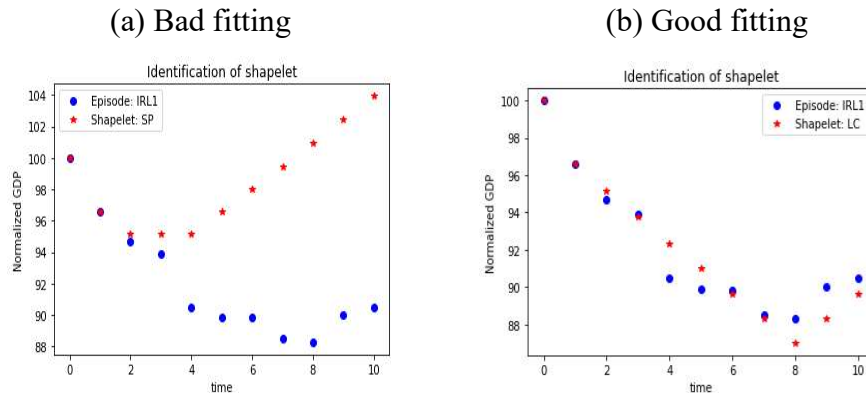 (a) Bad fitting
Identification of shapelet
Episode: IRL1
Shapelet: SP
Normalized GDP
104
102
100
98
96
94
92
90
88
0 2 4 6 8 10
time
(b) Good fitting
Identification of shapelet
Episode: IRL1
Shapelet: LC
Normalized GDP
100
98
96
94
92
90
88
0 2 4 6 8 10
time